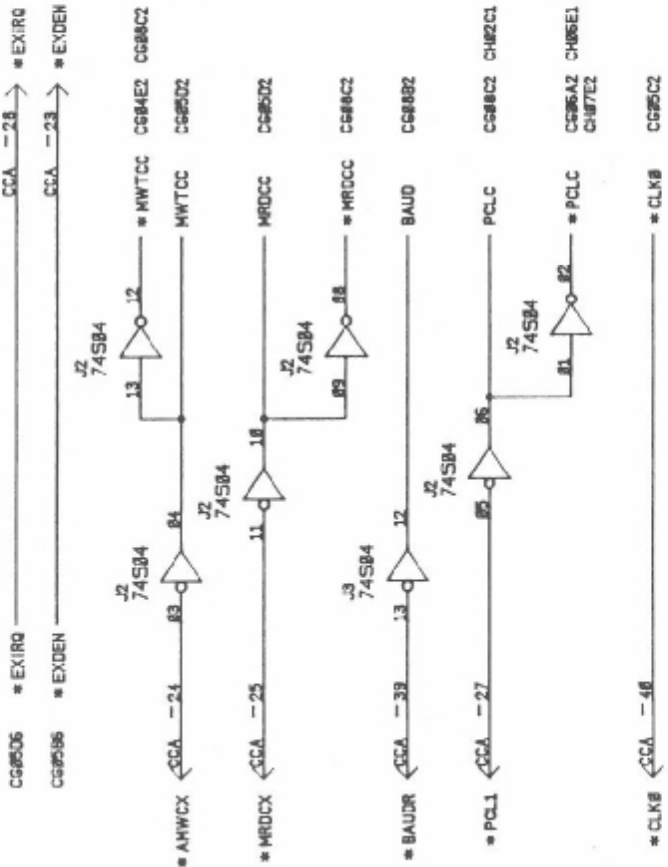 CG05D6 *EXIRQ CCA -28 *EXIRQ
CG05B6 *EXDEN CCA -23 *EXDEN
J2
74S04
13 12 *MWTCC CG04E2 CG08C2
J2
74S04
*AMWCX CCA -24 03 04 MWTCC CG05D2
J2
74S04
*MRDCX CCA -25 11 10 MRDCC CG05D2
J2
74S04
09 08 *MRDCC CG08C2
J3
74S04
*BAUDR CCA -39 13 12 BAUD CG08B2
J2
74S04
*PCL1 CCA -27 05 06 PCLC CG08C2 CH02C1
J2
74S04
01 02 *PCLC CG06A2 CH06E1
CH07E2
*CLK0 CCA -40 *CLK0 CG05C2